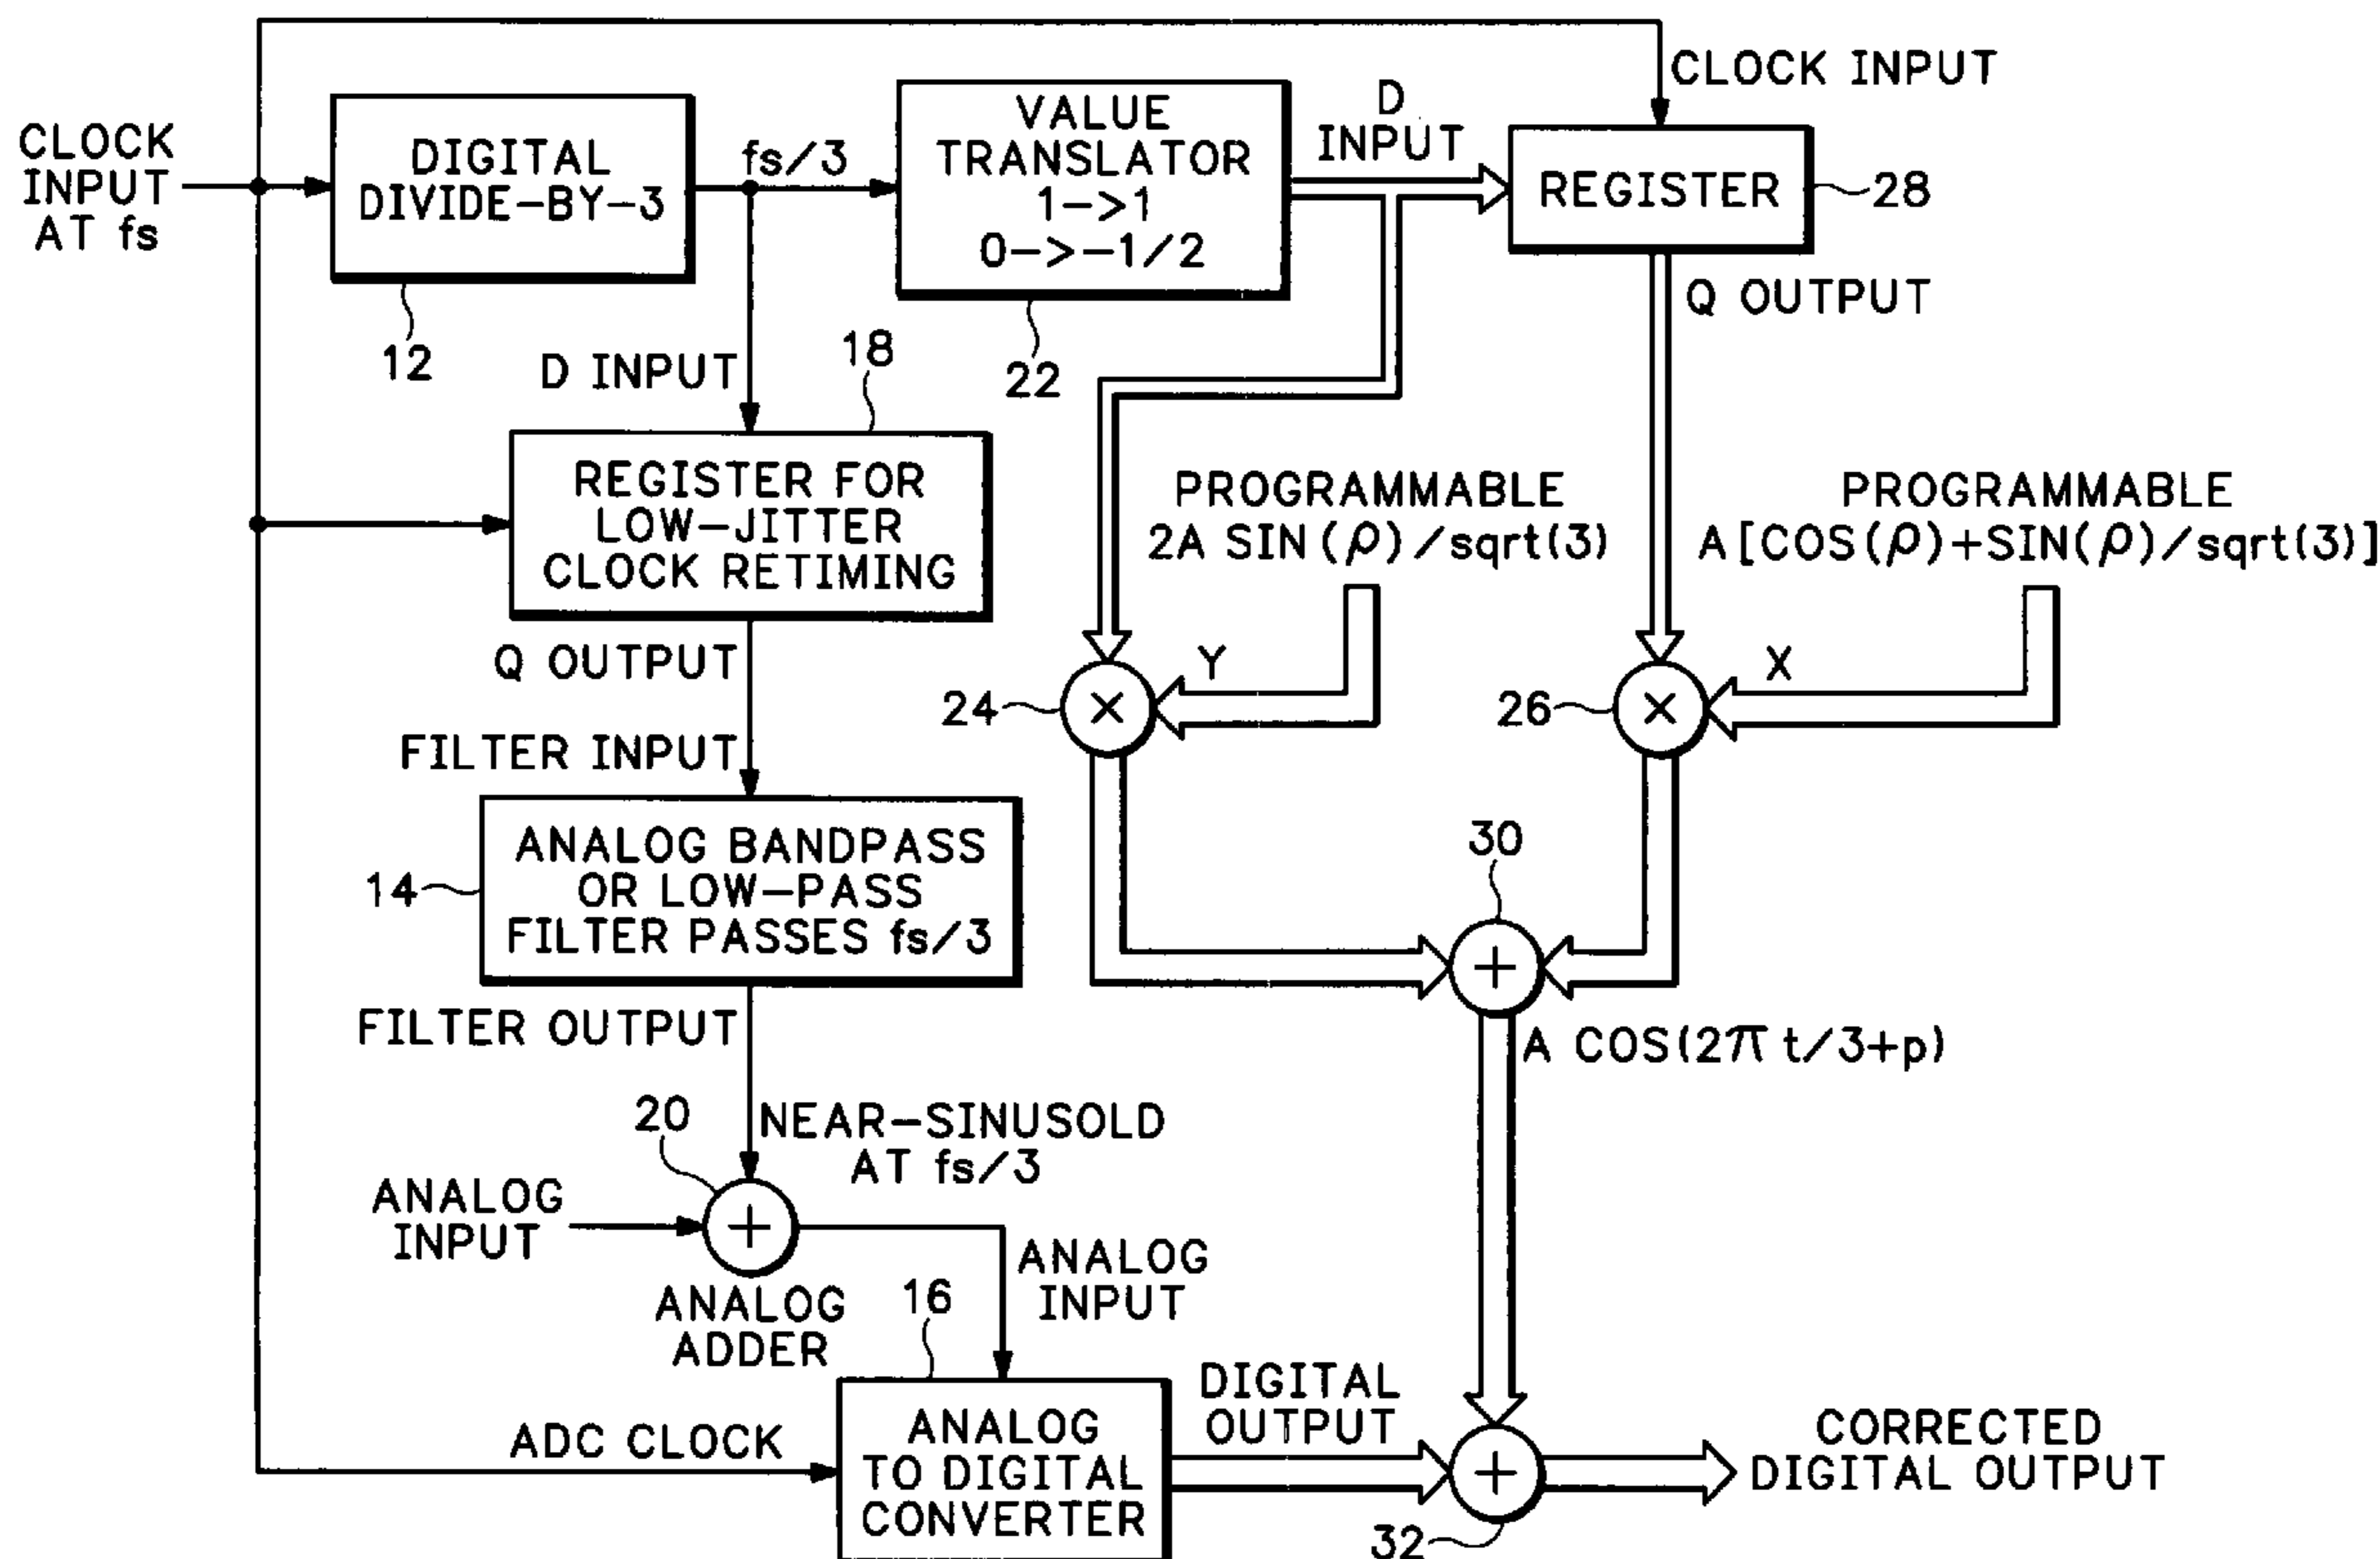 CLOCK
INPUT
AT fs
DIGITAL
DIVIDE-BY-3
12
fs/3
VALUE
TRANSLATOR
1->1
0->-1/2
22
D
INPUT
CLOCK INPUT
REGISTER
28
Q OUTPUT
D INPUT
18
REGISTER FOR
LOW-JITTER
CLOCK RETIMING
PROGRAMMABLE
2A SIN(ρ)/sqrt(3)
PROGRAMMABLE
A[COS(ρ)+SIN(ρ)/sqrt(3)]
Q OUTPUT
24
×
Y
26
×
X
FILTER INPUT
14
ANALOG BANDPASS
OR LOW-PASS
FILTER PASSES fs/3
30
+
A COS(2π t/3+p)
FILTER OUTPUT
20
NEAR-SINUSOLD
AT fs/3
ANALOG
INPUT
+
ANALOG
ADDER
ANALOG
INPUT
16
ADC CLOCK
ANALOG
TO DIGITAL
CONVERTER
DIGITAL
OUTPUT
+
32
CORRECTED
DIGITAL OUTPUT